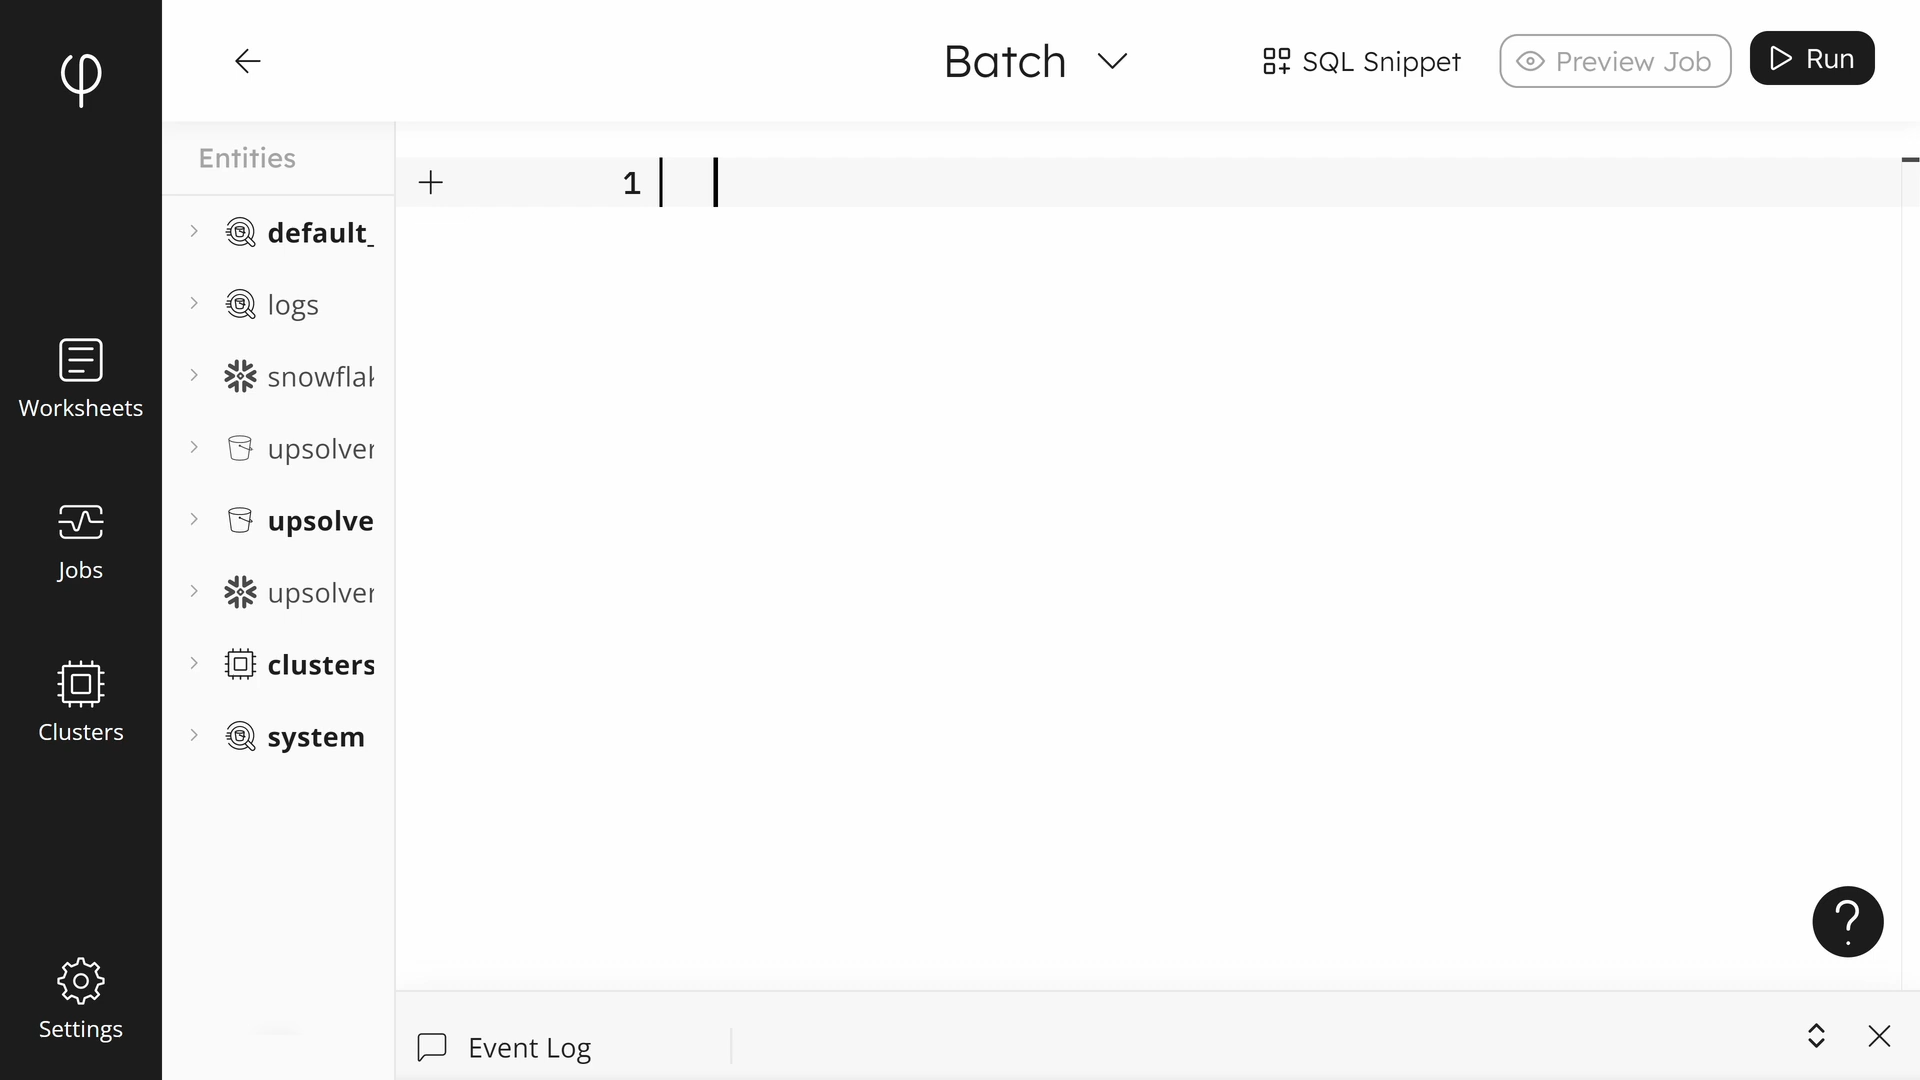 Batch
SQL Snippet
Preview Job
Run
Entities
default_
logs
snowflak
upsolver
upsolve
upsolver
clusters
system
1
Worksheets
Jobs
Clusters
Settings
Event Log